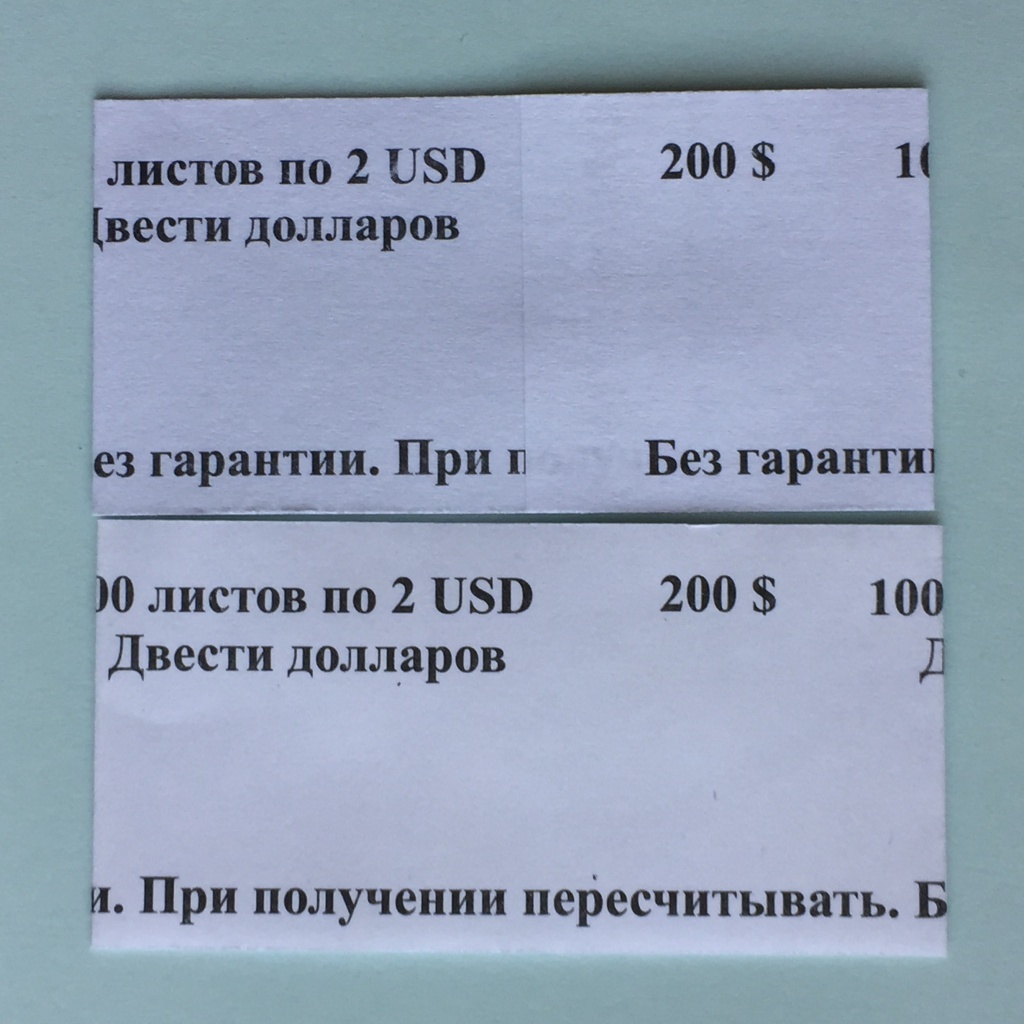 листов по 2 USD 200 $ 10
Двести долларов
ез гарантии. При п Без гаранти
00 листов по 2 USD 200 $ 100
Двести долларов Д
и. При получении пересчитывать. Б